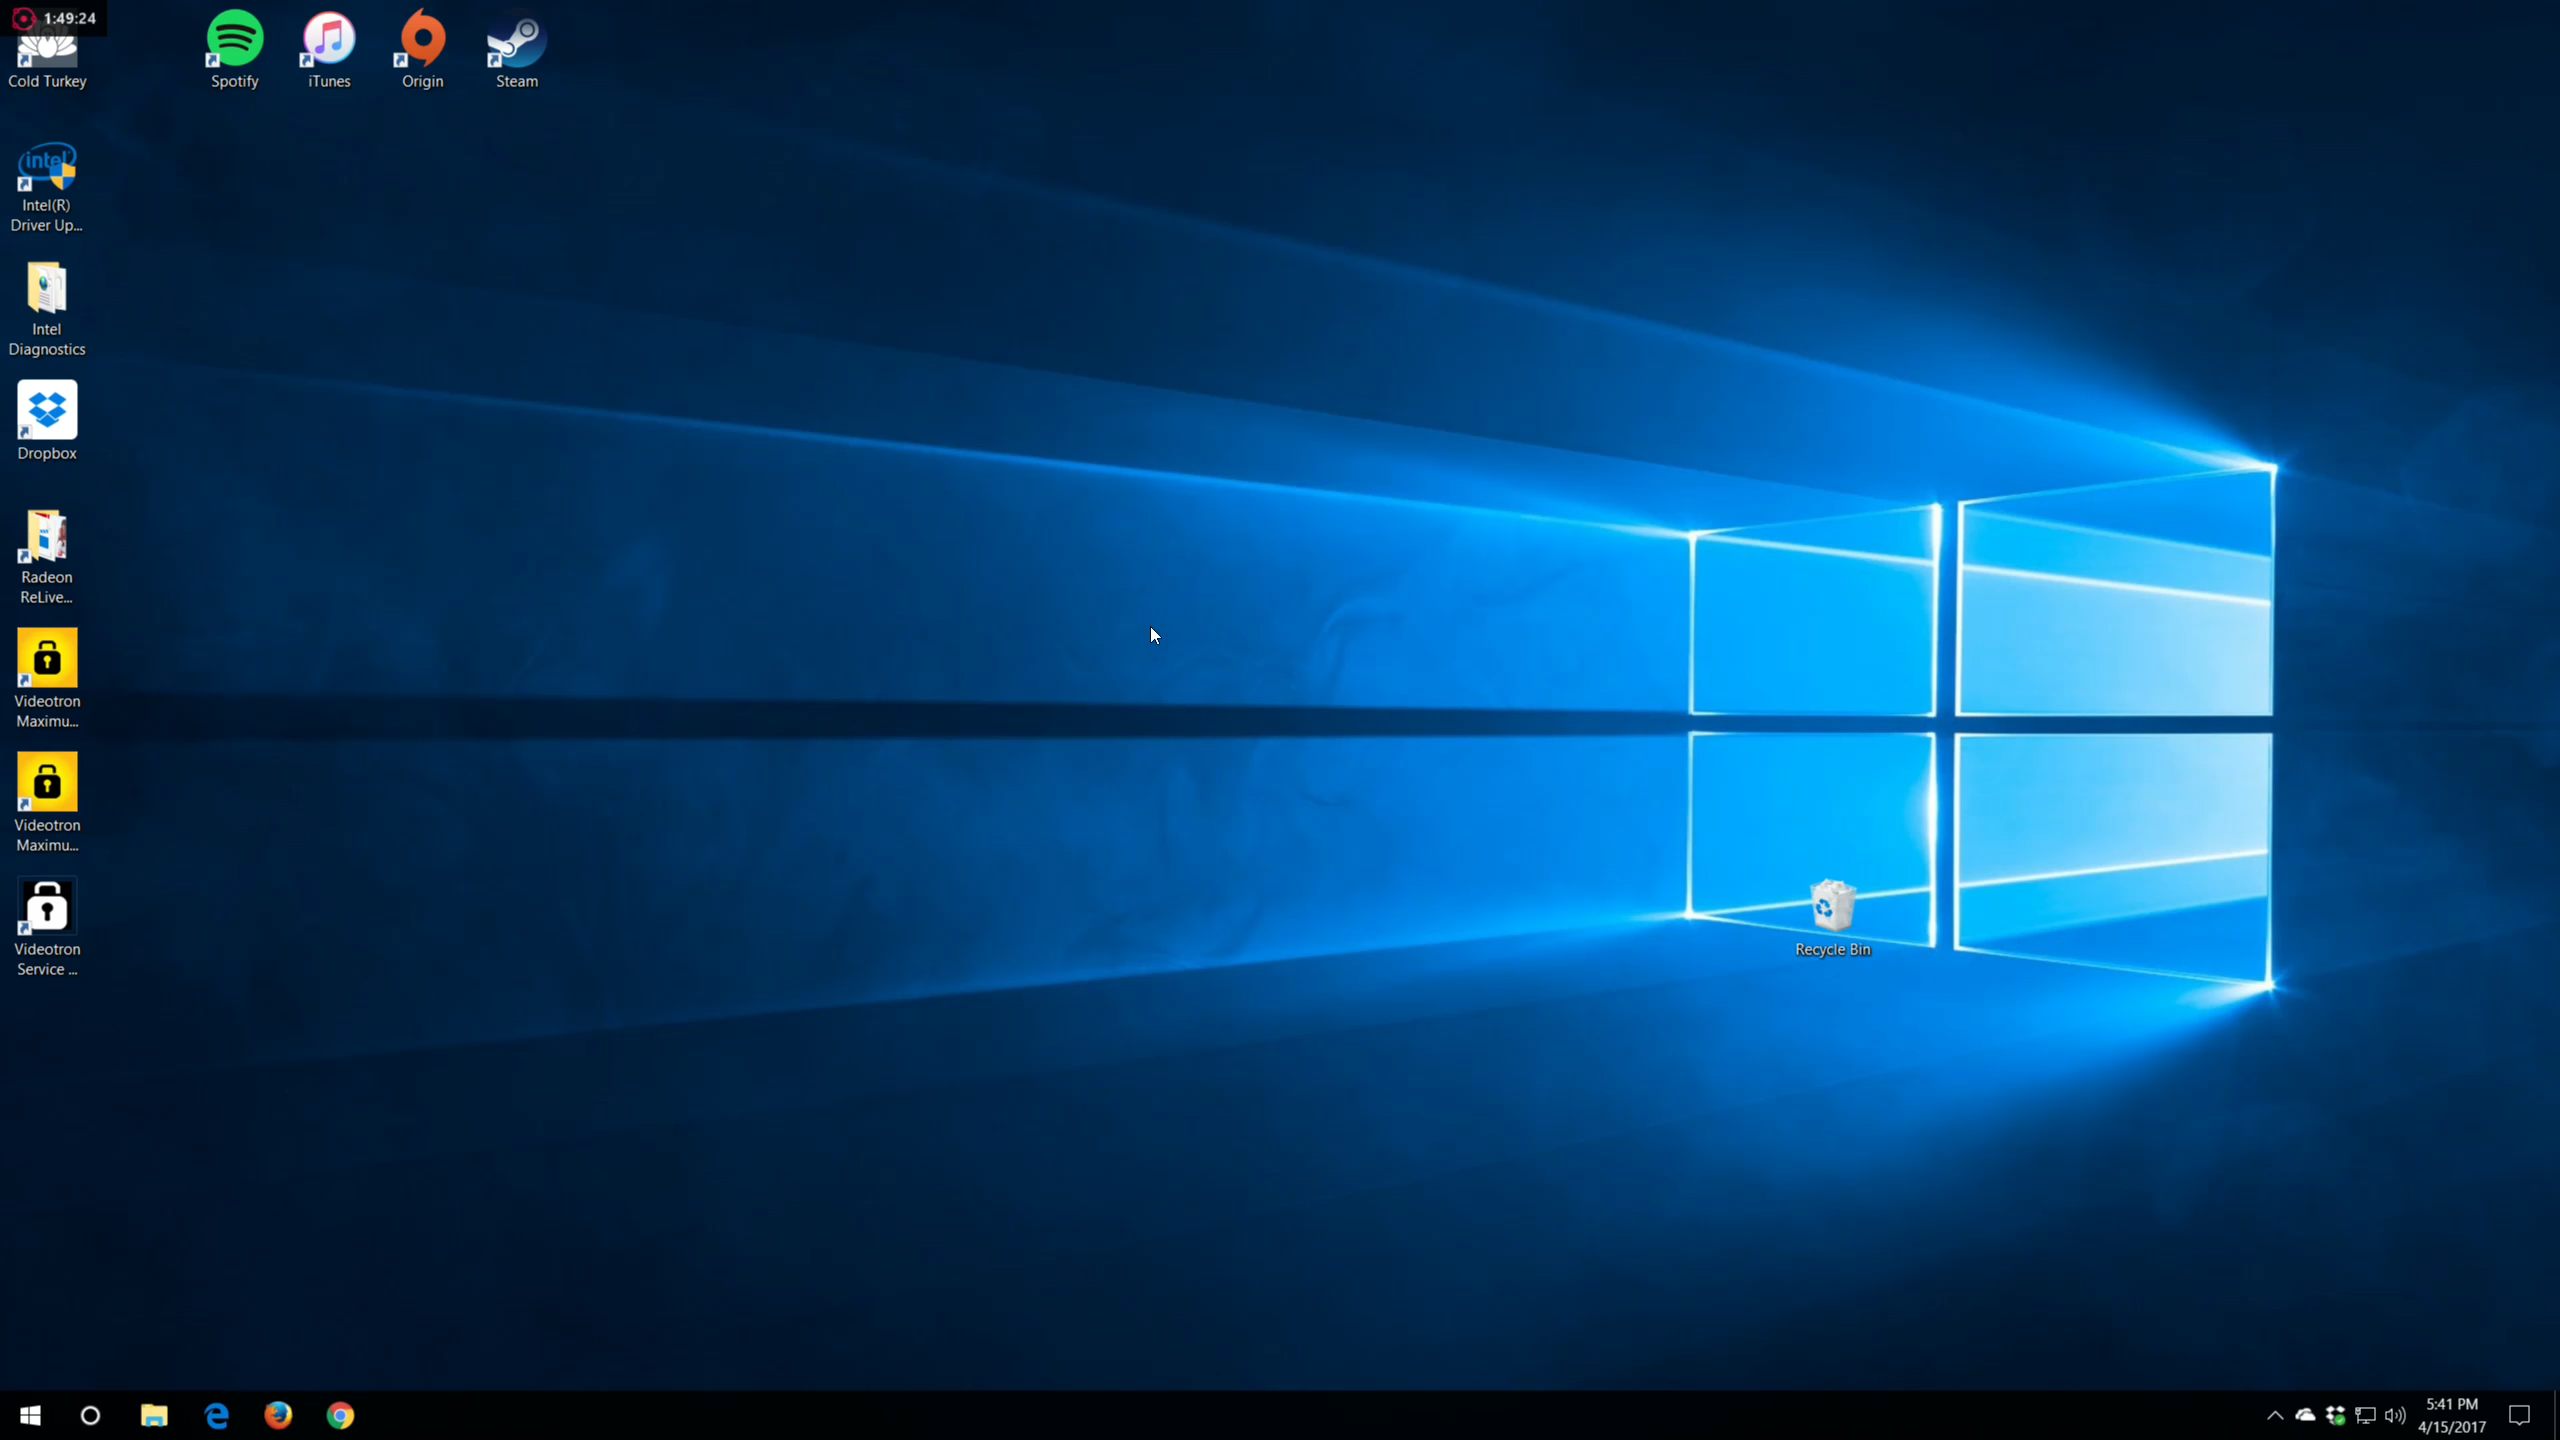 1:49:24
Cold Turkey
Spotify
iTunes
Origin
Steam
intel
Intel(R)
Driver Up...
Intel
Diagnostics
Dropbox
Radeon
ReLive...
Videotron
Maximu...
Videotron
Maximu...
Videotron
Service ...
Recycle Bin
5:41 PM
4/15/2017